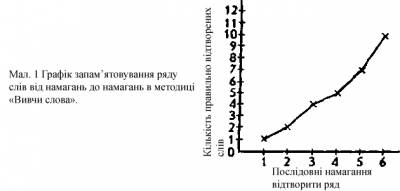 Мал. 1 Графік запам’ятовування ряду
слів від намагань до намагань в методиці
«Вивчи слова».
Кількість правильно відтворених
слів
12
11
10
9
8
7
6
5
4
3
2
1
1 2 3 4 5 6
Послідовні намагання
відтворити ряд